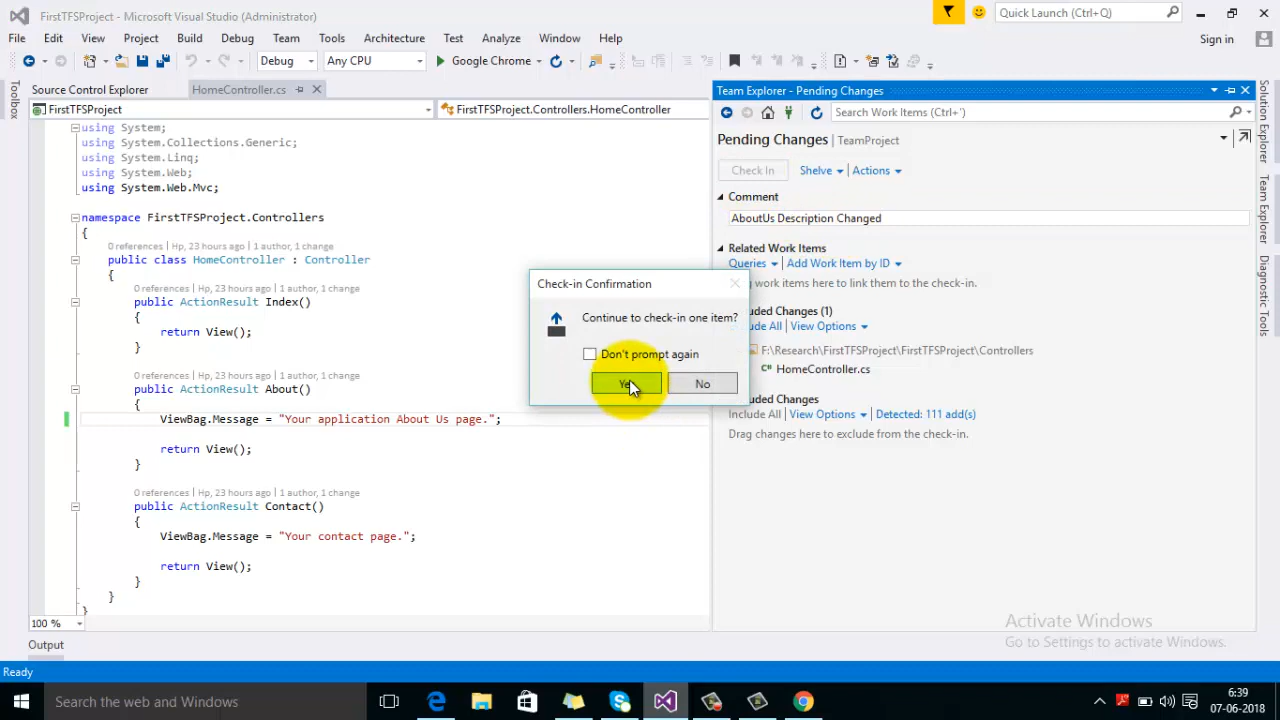 FirstTFSProject - Microsoft Visual Studio (Administrator)
Quick Launch (Ctrl+Q)
File Edit View Project Build Debug Team Tools Architecture Test Analyze Window Help
Sign in
Debug Any CPU Google Chrome
Toolbox
Source Control Explorer HomeController.cs
FirstTFSProject FirstTFSProject.Controllers.HomeController
using System;
using System.Collections.Generic;
using System.Linq;
using System.Web;
using System.Web.Mvc;
namespace FirstTFSProject.Controllers
{
0 references | Hp, 23 hours ago | 1 author, 1 change
public class HomeController : Controller
{
0 references | Hp, 23 hours ago | 1 author, 1 change
public ActionResult Index()
{
return View();
}
0 references | Hp, 23 hours ago | 1 author, 1 change
public ActionResult About()
{
ViewBag.Message = "Your application About Us page.";
return View();
}
0 references | Hp, 23 hours ago | 1 author, 1 change
public ActionResult Contact()
{
ViewBag.Message = "Your contact page.";
return View();
}
}
}
100 %
Output
Team Explorer - Pending Changes
Search Work Items (Ctrl+')
Pending Changes | TeamProject
Check In Shelve Actions
Comment
AboutUs Description Changed
Related Work Items
Queries Add Work Item by ID
work items here to link them to the check-in.
uded Changes (1)
ude All View Options
F:\Research\FirstTFSProject\FirstTFSProject\Controllers
HomeController.cs
uded Changes
Include All View Options Detected: 111 add(s)
Drag changes here to exclude from the check-in.
Check-in Confirmation
Continue to check-in one item?
Don't prompt again
Yes No
Solution Explorer
Team Explorer
Diagnostic Tools
Activate Windows
Go to Settings to activate Windows.
Ready
Search the web and Windows
6:39
07-06-2018